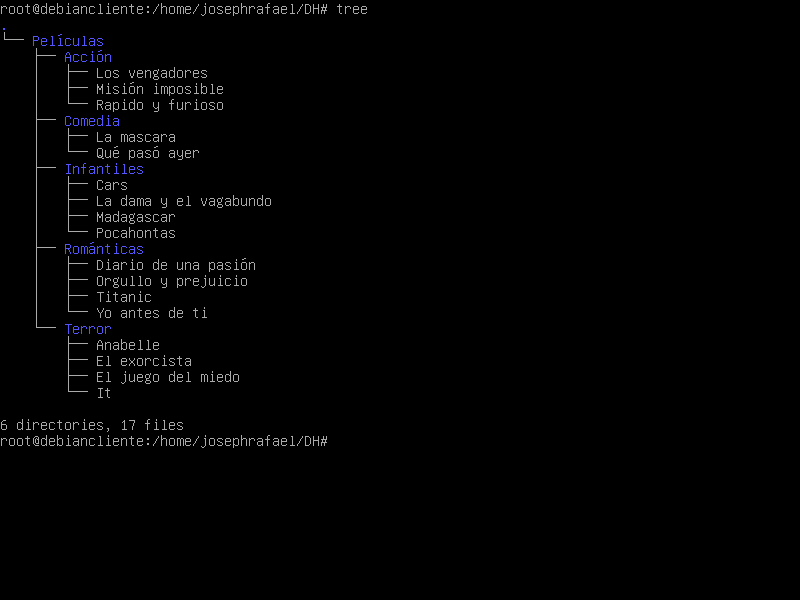 root@debiancliente:/home/josephrafael/DH# tree
.
└── Películas
    ├── Acción
    │   ├── Los vengadores
    │   ├── Misión imposible
    │   └── Rapido y furioso
    ├── Comedia
    │   ├── La mascara
    │   └── Qué pasó ayer
    ├── Infantiles
    │   ├── Cars
    │   ├── La dama y el vagabundo
    │   ├── Madagascar
    │   └── Pocahontas
    ├── Románticas
    │   ├── Diario de una pasión
    │   ├── Orgullo y prejuicio
    │   ├── Titanic
    │   └── Yo antes de ti
    └── Terror
        ├── Anabelle
        ├── El exorcista
        ├── El juego del miedo
        └── It

6 directories, 17 files
root@debiancliente:/home/josephrafael/DH#